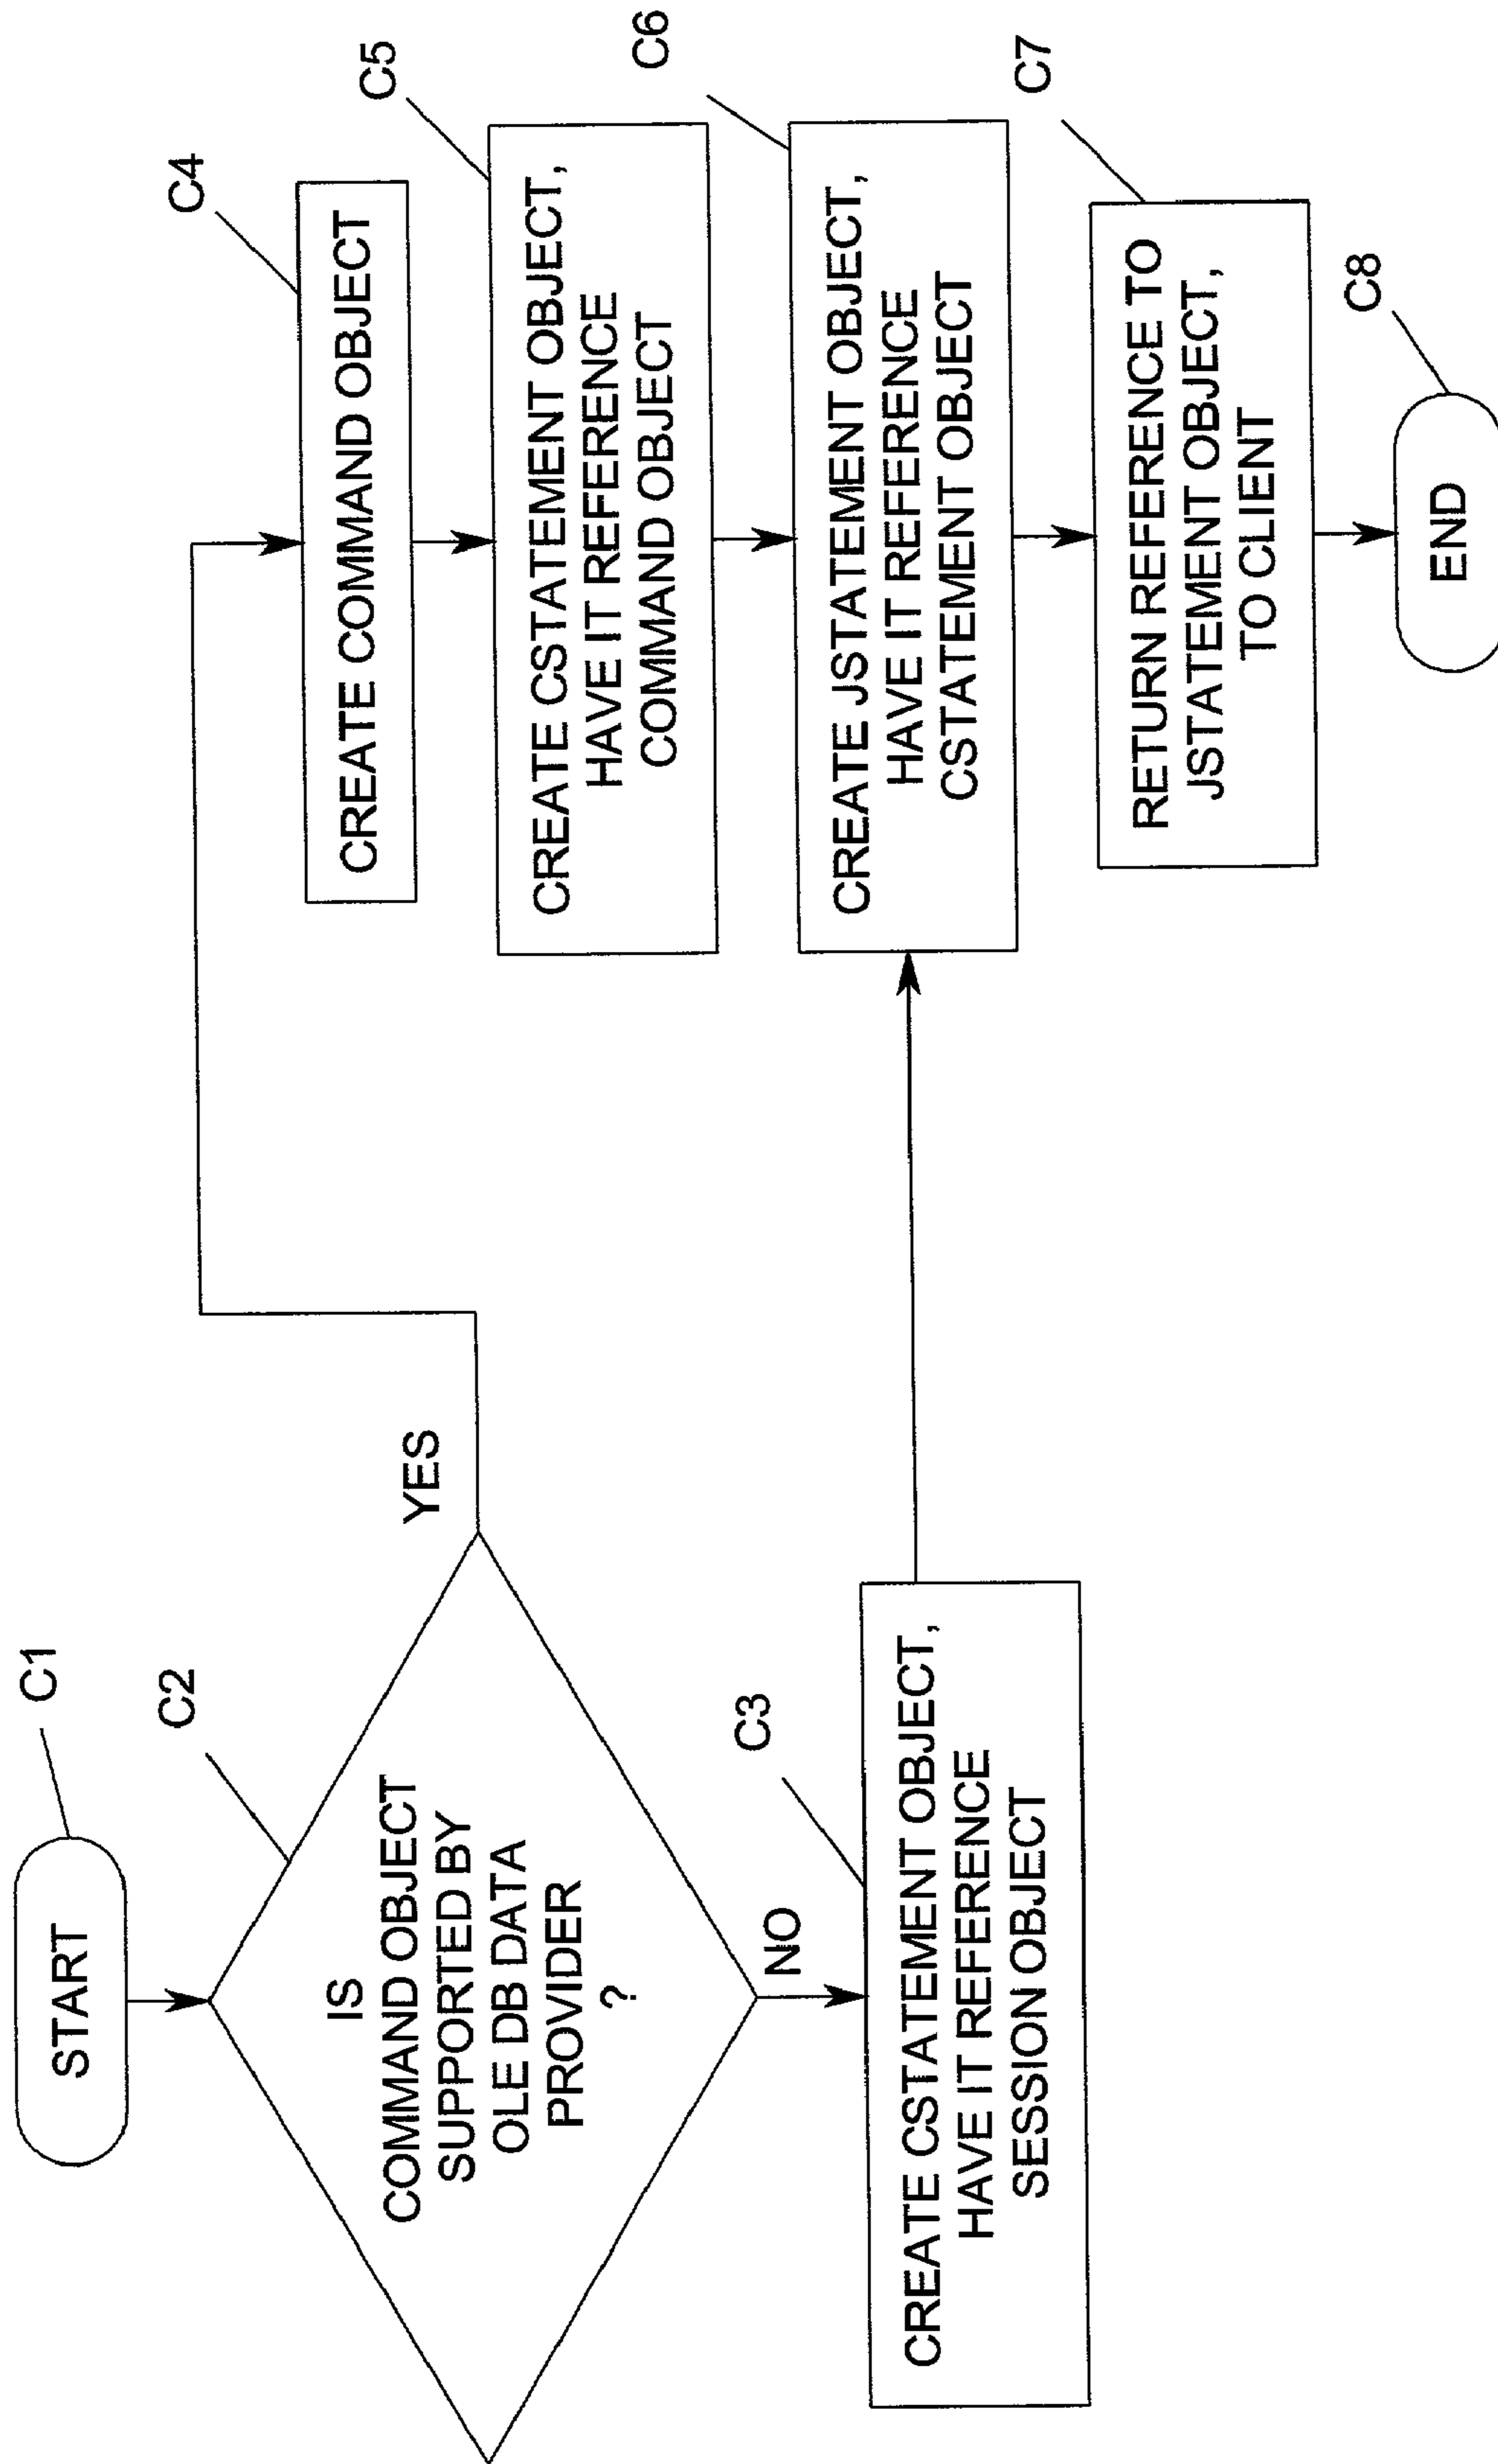 C1
START
C2
IS
COMMAND OBJECT
SUPPORTED BY
OLE DB DATA
PROVIDER
?
YES
NO
C3
CREATE CSTATEMENT OBJECT,
HAVE IT REFERENCE
SESSION OBJECT
C4
CREATE COMMAND OBJECT
C5
CREATE CSTATEMENT OBJECT,
HAVE IT REFERENCE
COMMAND OBJECT
C6
CREATE JSTATEMENT OBJECT,
HAVE IT REFERENCE
CSTATEMENT OBJECT
C7
RETURN REFERENCE TO
JSTATEMENT OBJECT,
TO CLIENT
C8
END